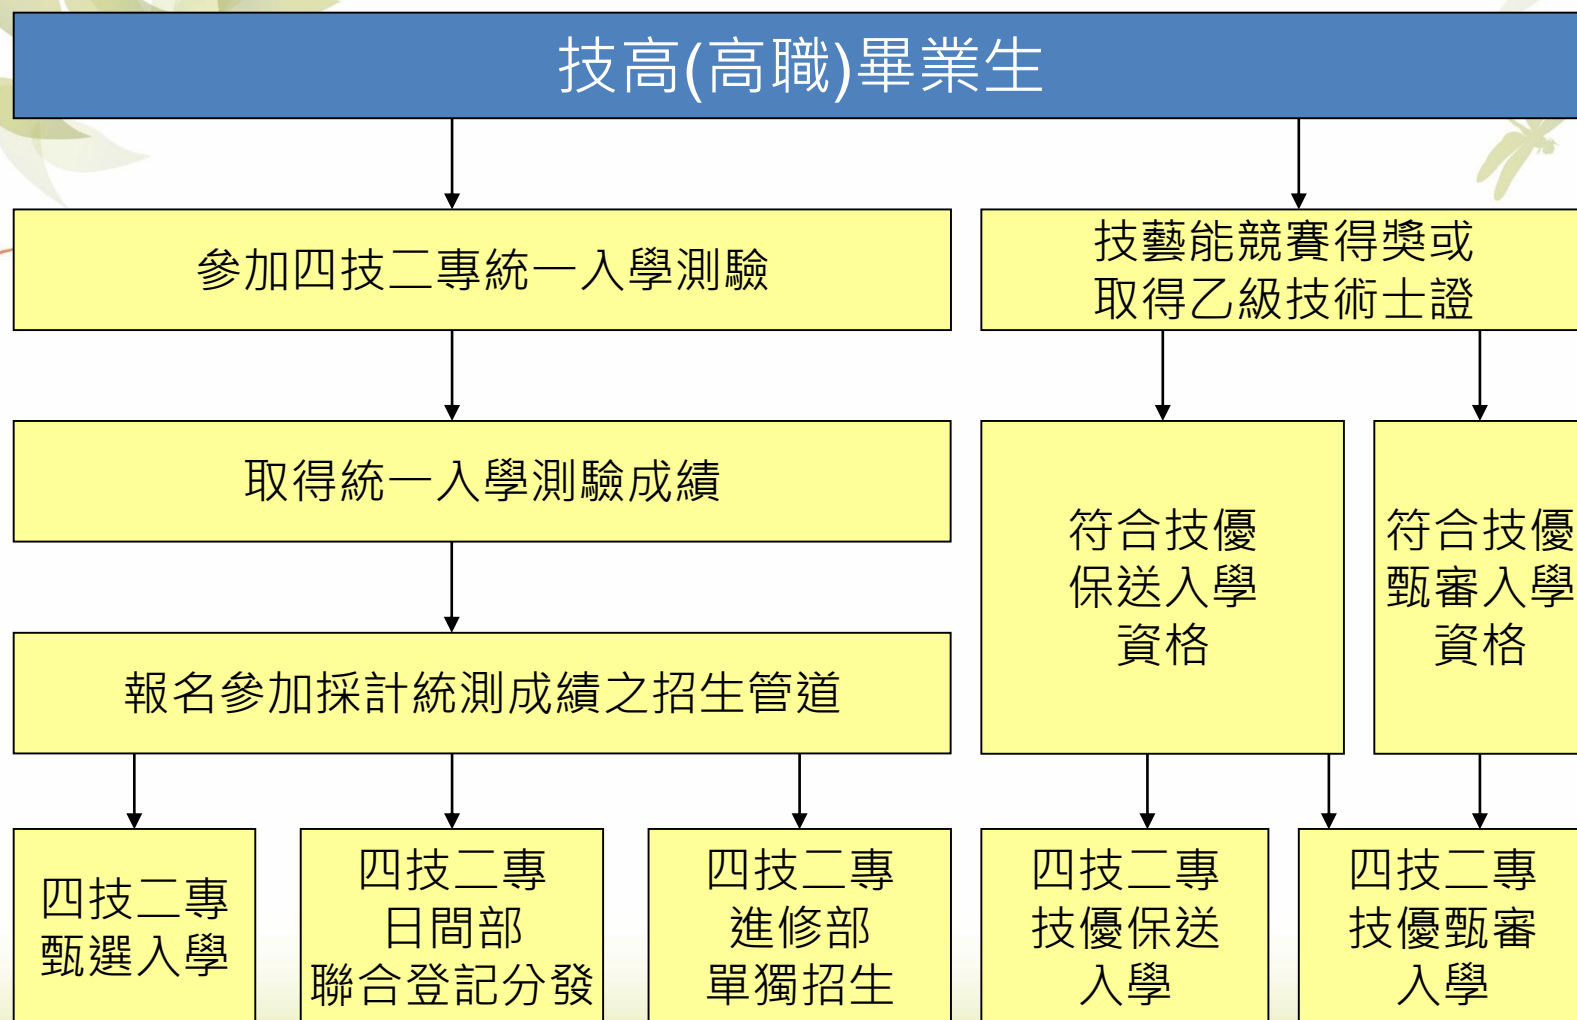 技高(高職)畢業生
參加四技二專統一入學測驗
技藝能競賽得獎或
取得乙級技術士證
取得統一入學測驗成績
符合技優
保送入學
資格
符合技優
甄審入學
資格
報名參加採計統測成績之招生管道
四技二專
甄選入學
四技二專
日間部
聯合登記分發
四技二專
進修部
單獨招生
四技二專
技優保送
入學
四技二專
技優甄審
入學